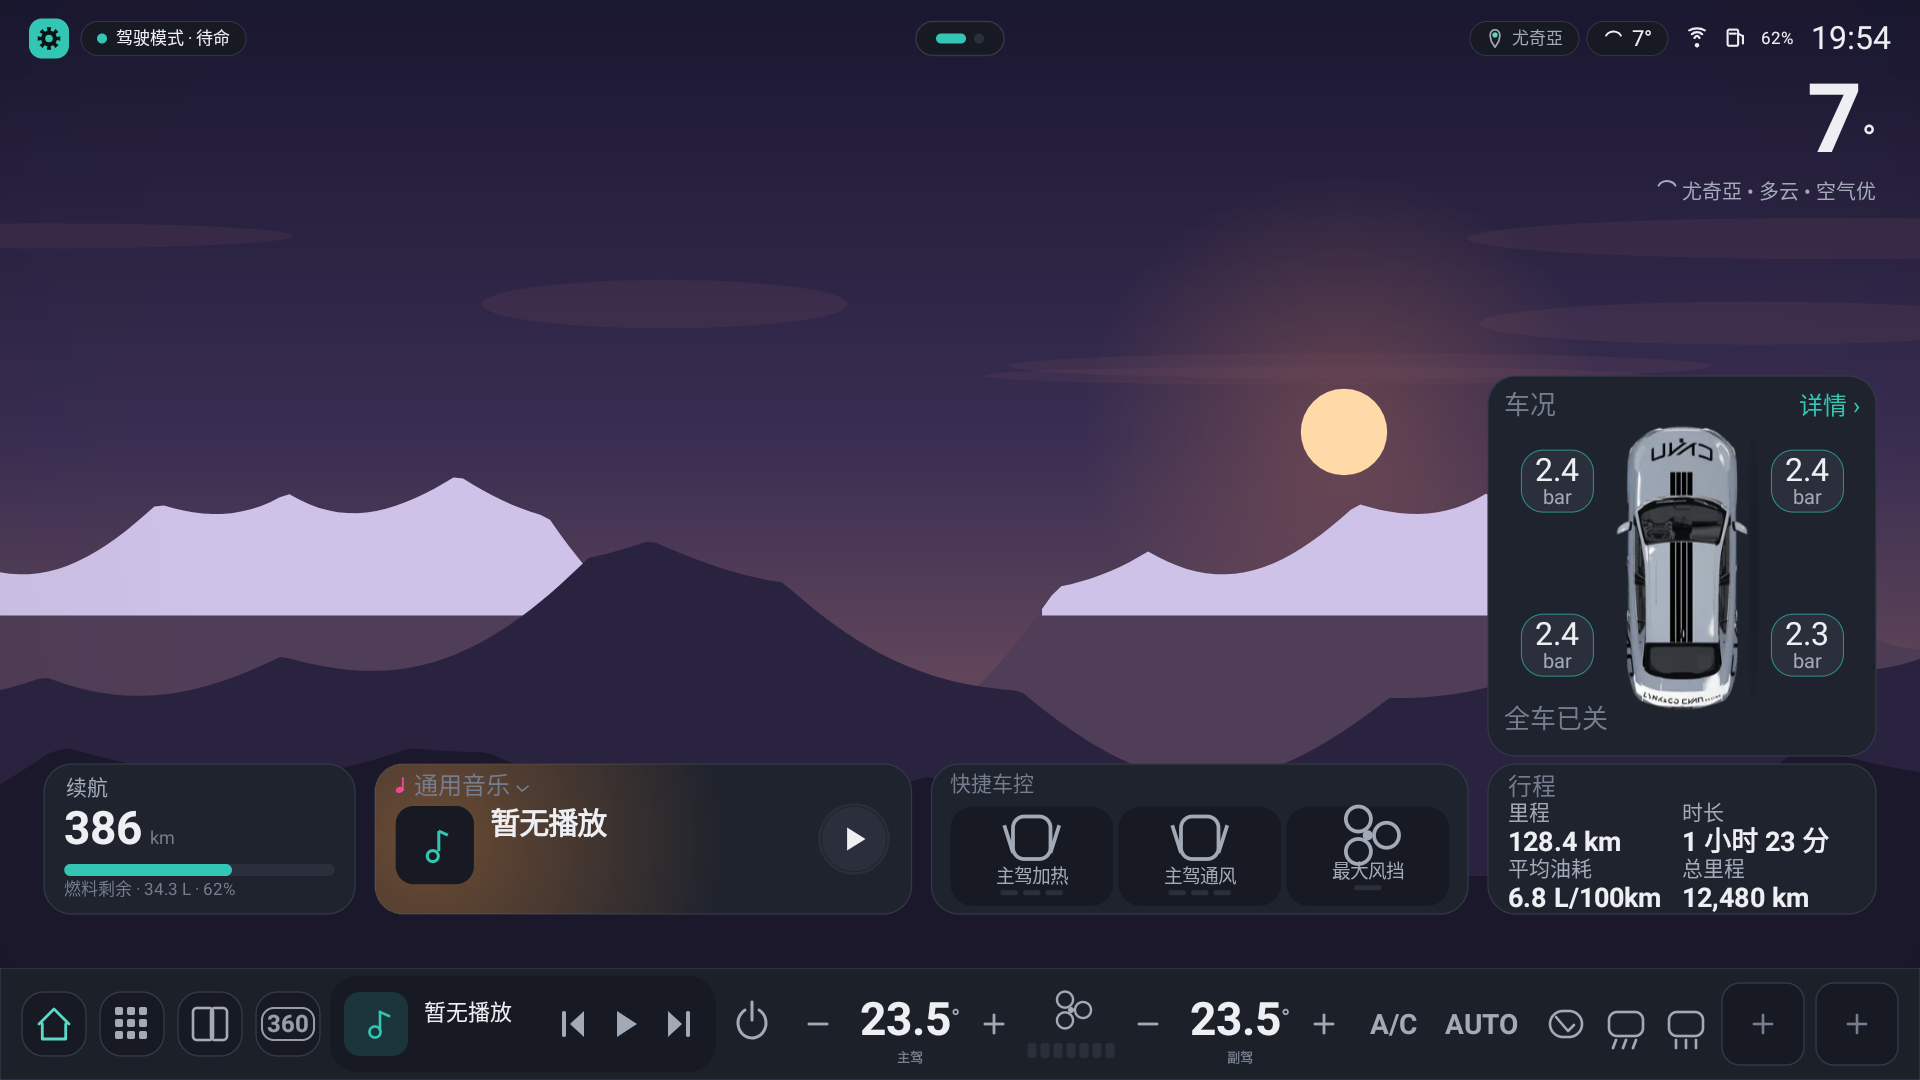 驾驶模式 · 待命
尤奇亞
7°
62%
19:54
7°
尤奇亞 • 多云 • 空气优
车况
详情 ›
2.4
bar
2.4
bar
2.4
bar
2.3
bar
全车已关
续航
386 km
燃料剩余 · 34.3 L · 62%
通用音乐
暂无播放
快捷车控
主驾加热
主驾通风
最大风挡
行程
里程
128.4 km
时长
1 小时 23 分
平均油耗
6.8 L/100km
总里程
12,480 km
360
暂无播放
23.5°
主驾
23.5°
副驾
A/C
AUTO